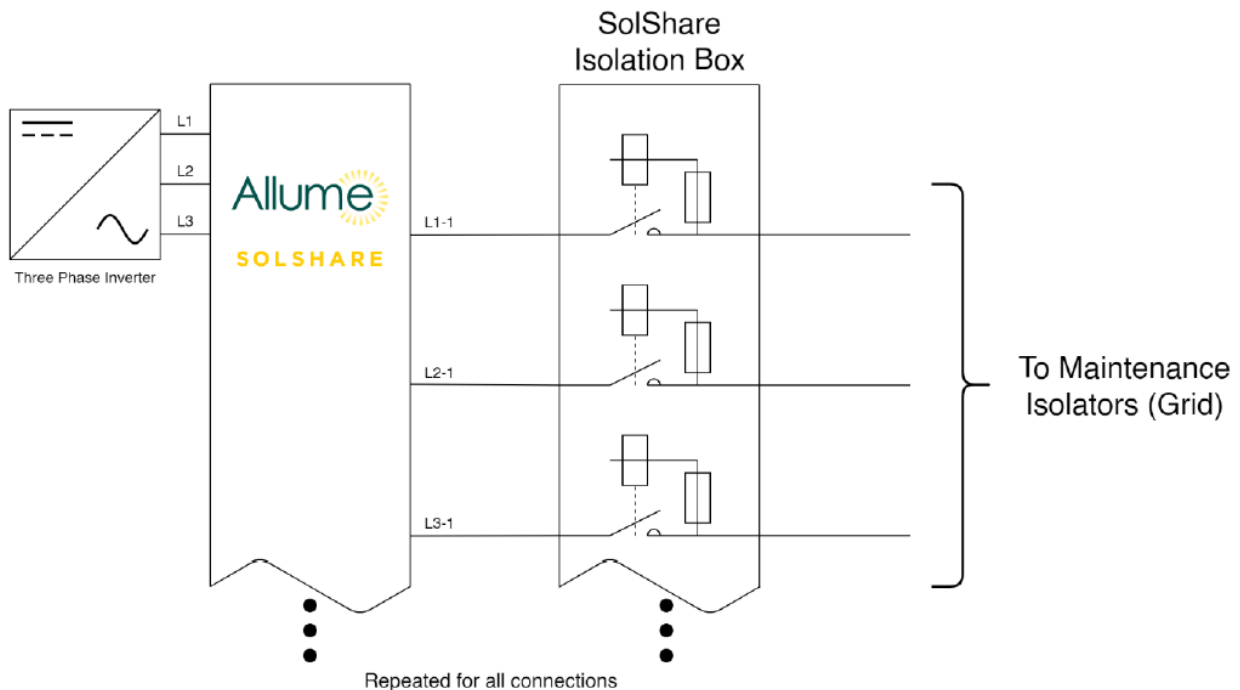 SolShare
Isolation Box
L1
L2
L3
Three Phase Inverter
Allume
SOLSHARE
L1-1
L2-1
L3-1
To Maintenance
Isolators (Grid)
Repeated for all connections